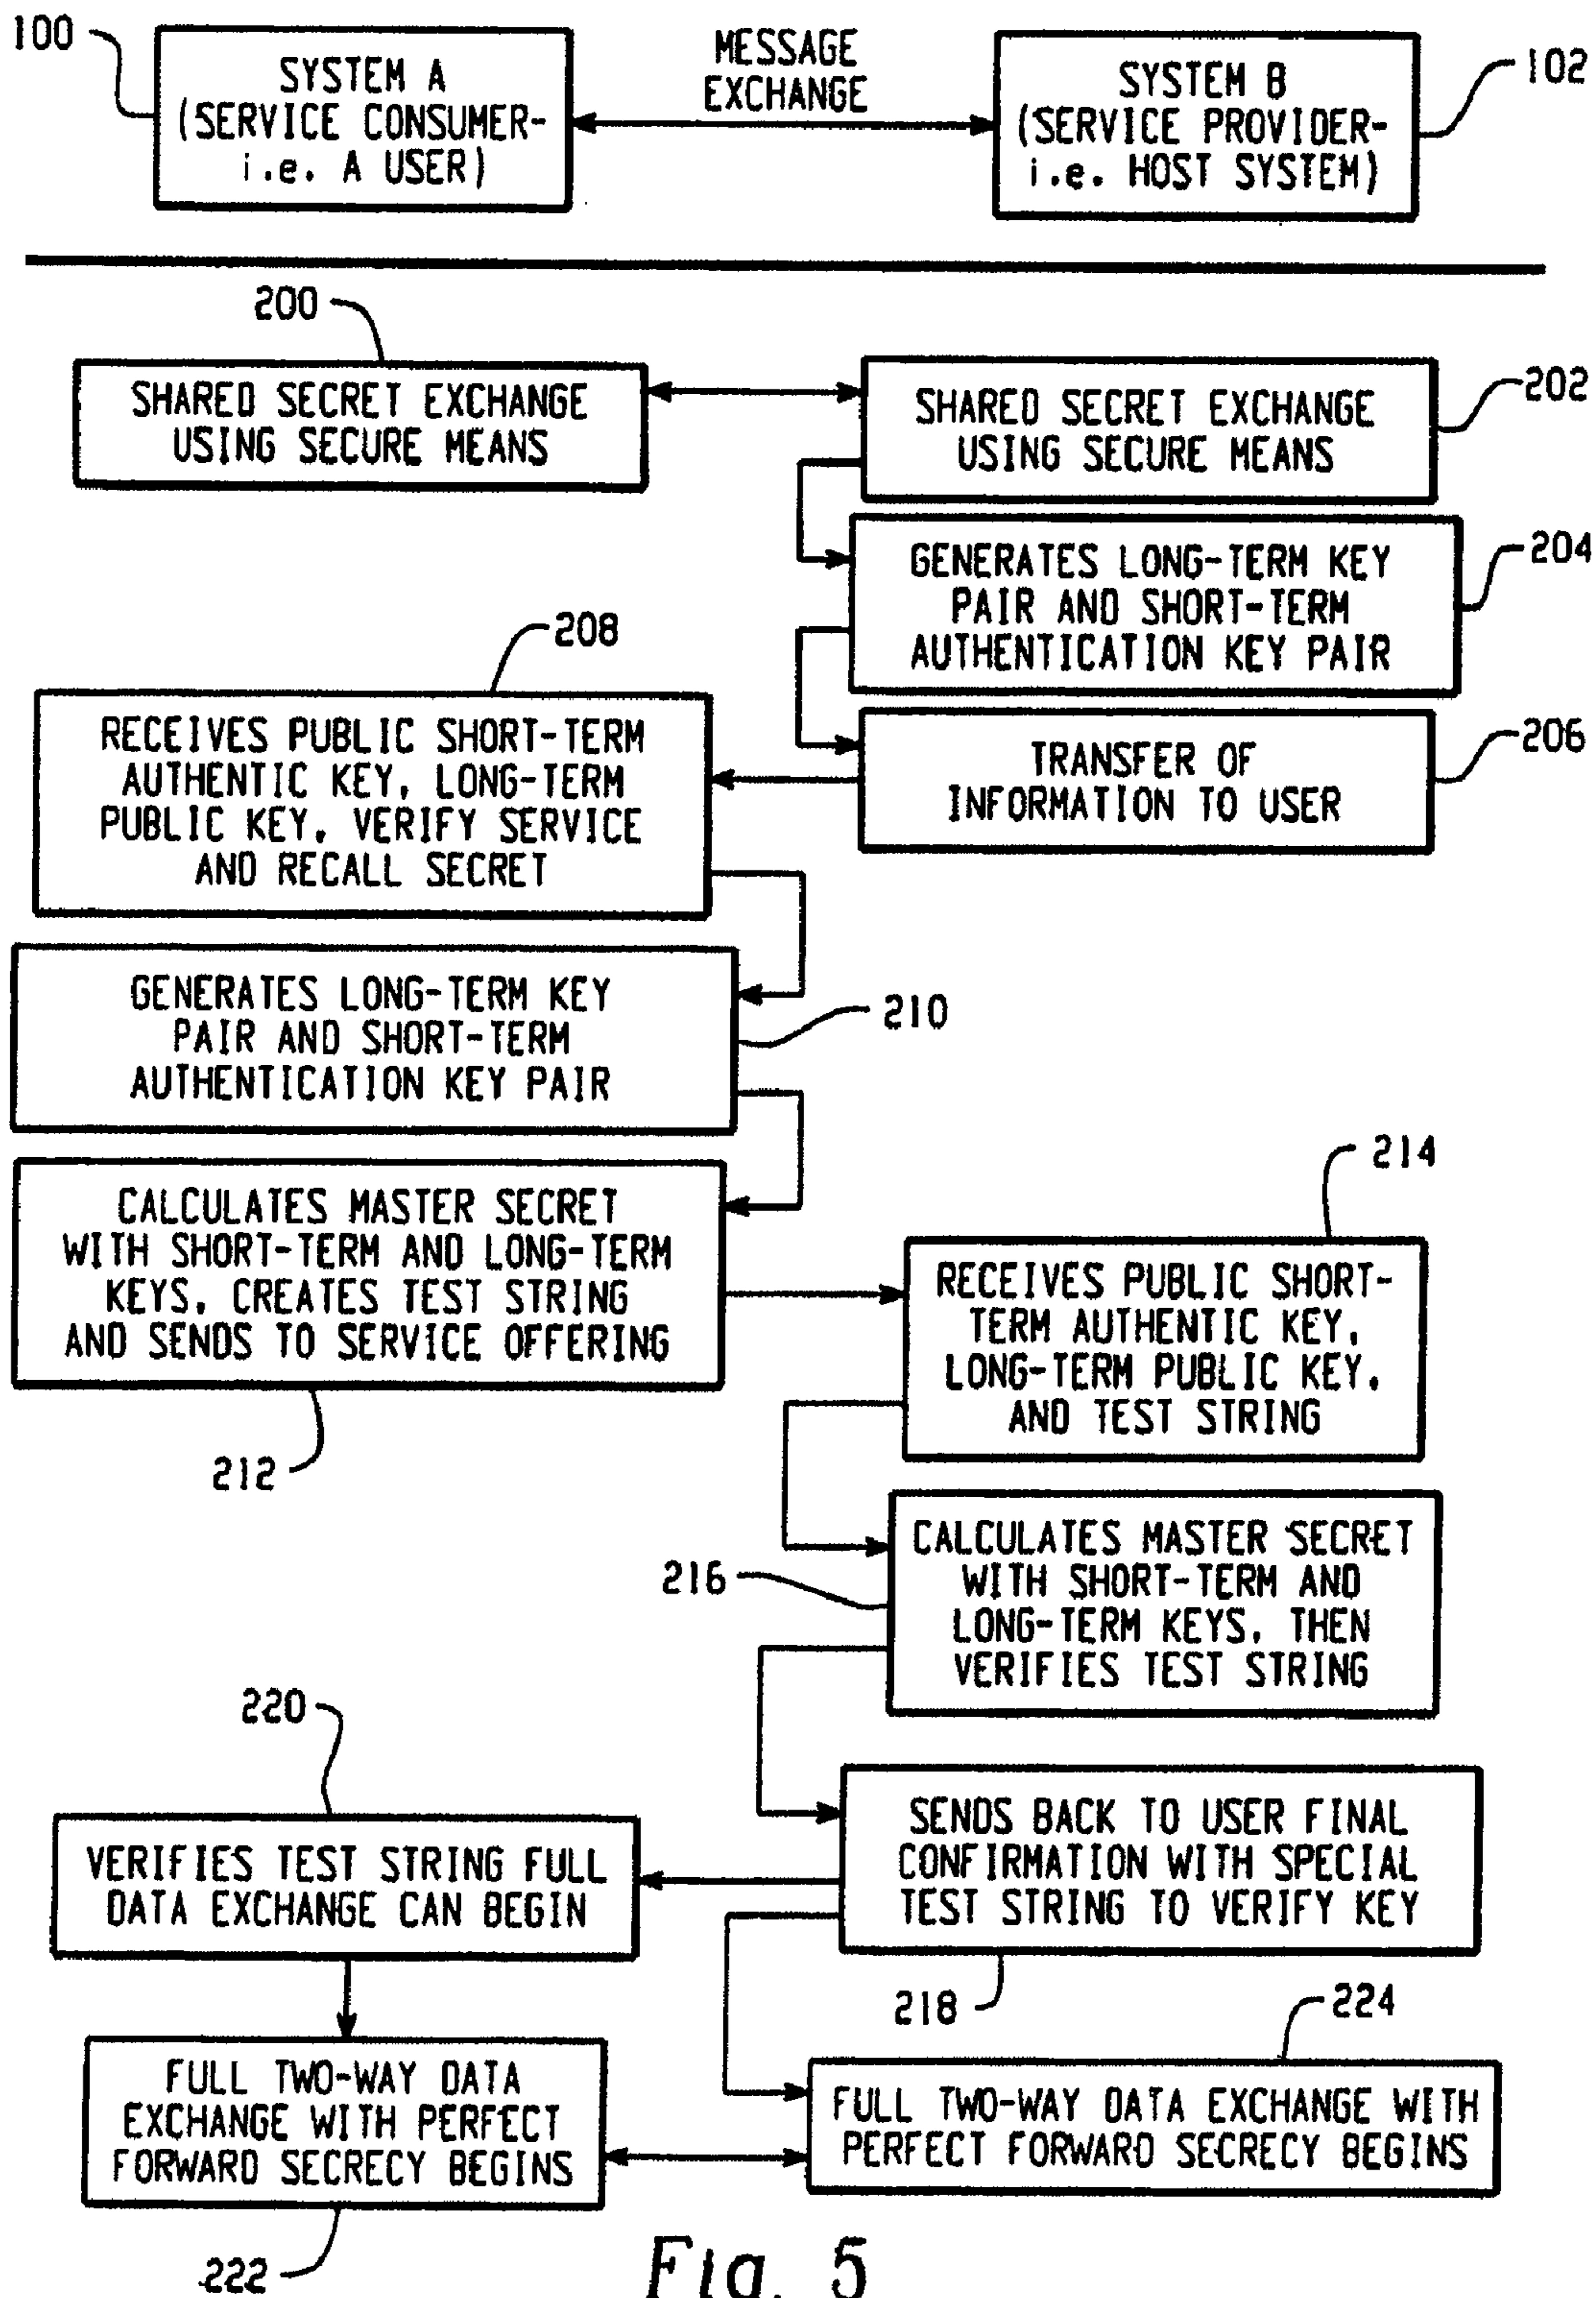 100
SYSTEM A
(SERVICE CONSUMER-
i.e. A USER)
MESSAGE
EXCHANGE
SYSTEM B
(SERVICE PROVIDER-
i.e. HOST SYSTEM)
102
200
SHARED SECRET EXCHANGE
USING SECURE MEANS
SHARED SECRET EXCHANGE
USING SECURE MEANS
202
GENERATES LONG-TERM KEY
PAIR AND SHORT-TERM
AUTHENTICATION KEY PAIR
204
TRANSFER OF
INFORMATION TO USER
206
208
RECEIVES PUBLIC SHORT-TERM
AUTHENTIC KEY, LONG-TERM
PUBLIC KEY, VERIFY SERVICE
AND RECALL SECRET
GENERATES LONG-TERM KEY
PAIR AND SHORT-TERM
AUTHENTICATION KEY PAIR
210
CALCULATES MASTER SECRET
WITH SHORT-TERM AND LONG-TERM
KEYS, CREATES TEST STRING
AND SENDS TO SERVICE OFFERING
212
214
RECEIVES PUBLIC SHORT-
TERM AUTHENTIC KEY,
LONG-TERM PUBLIC KEY,
AND TEST STRING
216
CALCULATES MASTER SECRET
WITH SHORT-TERM AND
LONG-TERM KEYS, THEN
VERIFIES TEST STRING
SENDS BACK TO USER FINAL
CONFIRMATION WITH SPECIAL
TEST STRING TO VERIFY KEY
218
220
VERIFIES TEST STRING FULL
DATA EXCHANGE CAN BEGIN
FULL TWO-WAY DATA
EXCHANGE WITH PERFECT
FORWARD SECRECY BEGINS
222
224
FULL TWO-WAY DATA EXCHANGE WITH
PERFECT FORWARD SECRECY BEGINS
Fig. 5